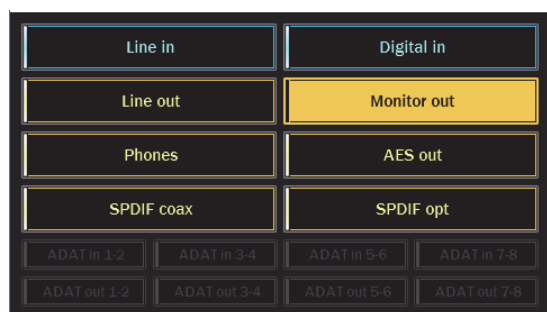 Line in Digital in
Line out Monitor out
Phones AES out
SPDIF coax SPDIF opt
ADAT in 1-2 ADAT in 3-4 ADAT in 5-6 ADAT in 7-8
ADAT out 1-2 ADAT out 3-4 ADAT out 5-6 ADAT out 7-8